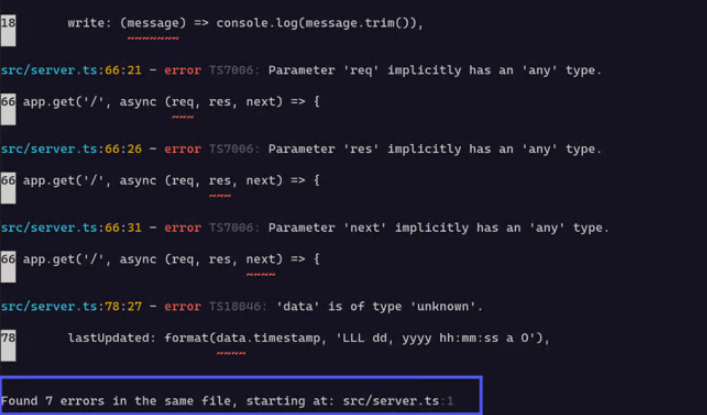 18 write: (message) => console.log(message.trim()),
~~~~~~~
src/server.ts:66:21 - error TS7006: Parameter 'req' implicitly has an 'any' type.
66 app.get('/', async (req, res, next) => {
~~~
src/server.ts:66:26 - error TS7006: Parameter 'res' implicitly has an 'any' type.
66 app.get('/', async (req, res, next) => {
~~~
src/server.ts:66:31 - error TS7006: Parameter 'next' implicitly has an 'any' type.
66 app.get('/', async (req, res, next) => {
~~~~
src/server.ts:78:27 - error TS18046: 'data' is of type 'unknown'.
78 lastUpdated: format(data.timestamp, 'LLL dd, yyyy hh:mm:ss a O'),
~~~~
Found 7 errors in the same file, starting at: src/server.ts:1